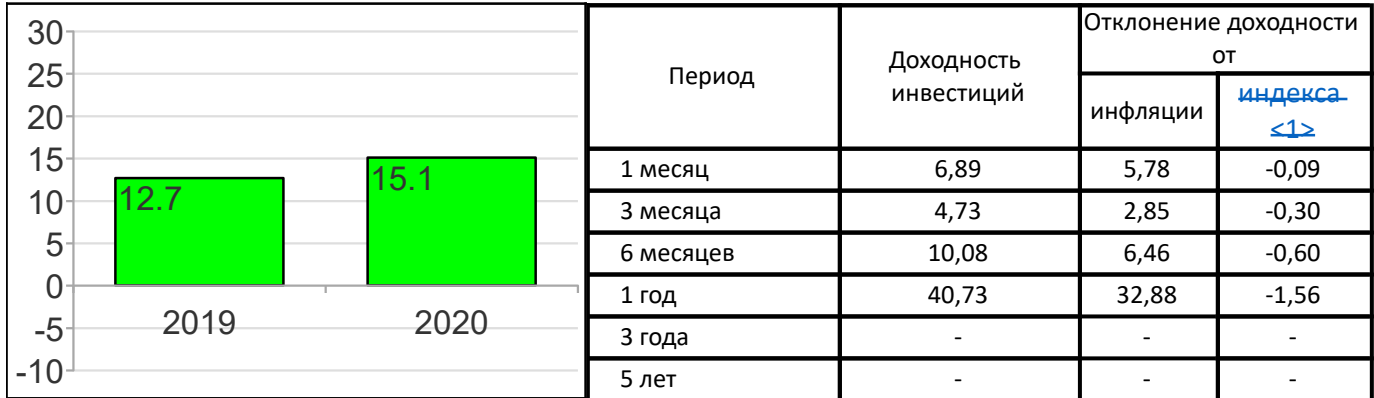 30
25
20
15
10
5
0
-5
-10
12.7
15.1
2019
2020
Период
Доходность
инвестиций
Отклонение доходности
от
инфляции
индекса
<1>
1 месяц 6,89 5,78 -0,09
3 месяца 4,73 2,85 -0,30
6 месяцев 10,08 6,46 -0,60
1 год 40,73 32,88 -1,56
3 года - - -
5 лет - - -